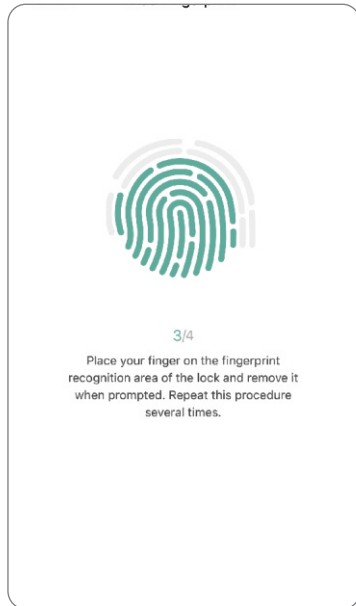 3/4
Place your finger on the fingerprint
recognition area of the lock and remove it
when prompted. Repeat this procedure
several times.